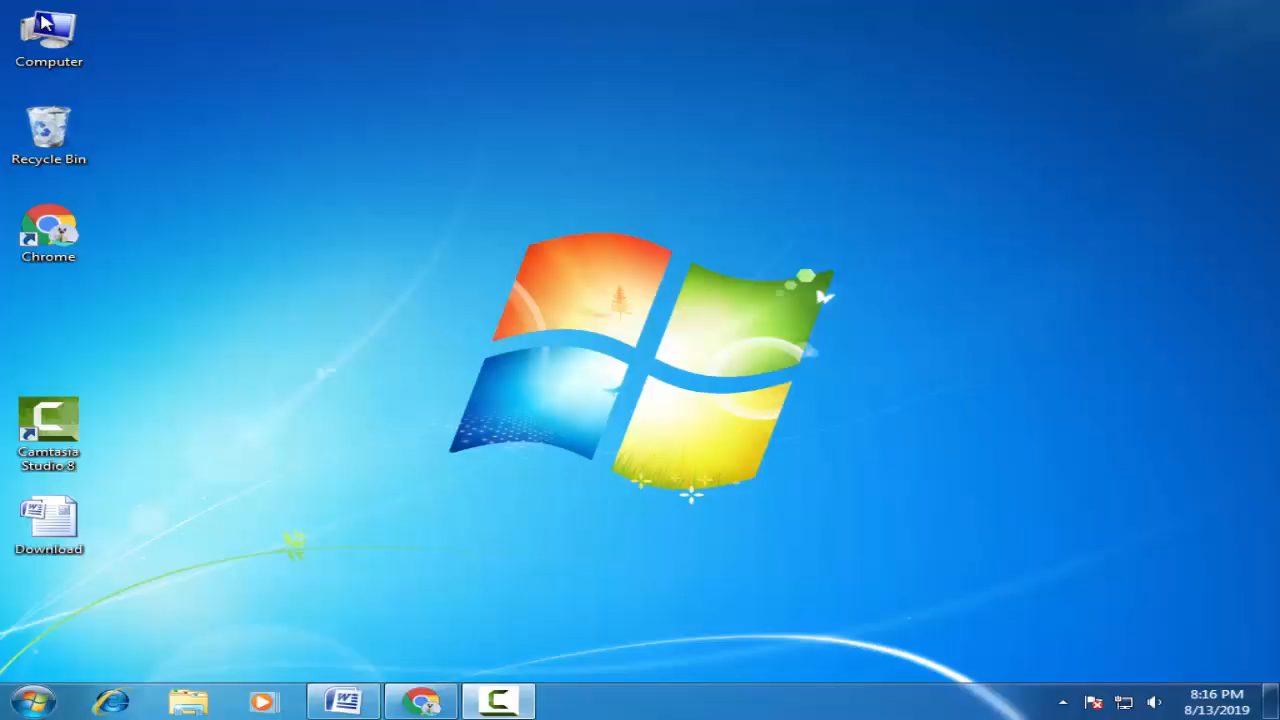 Computer
Recycle Bin
Chrome
Camtasia
Studio 8
Download
8:16 PM
8/13/2019